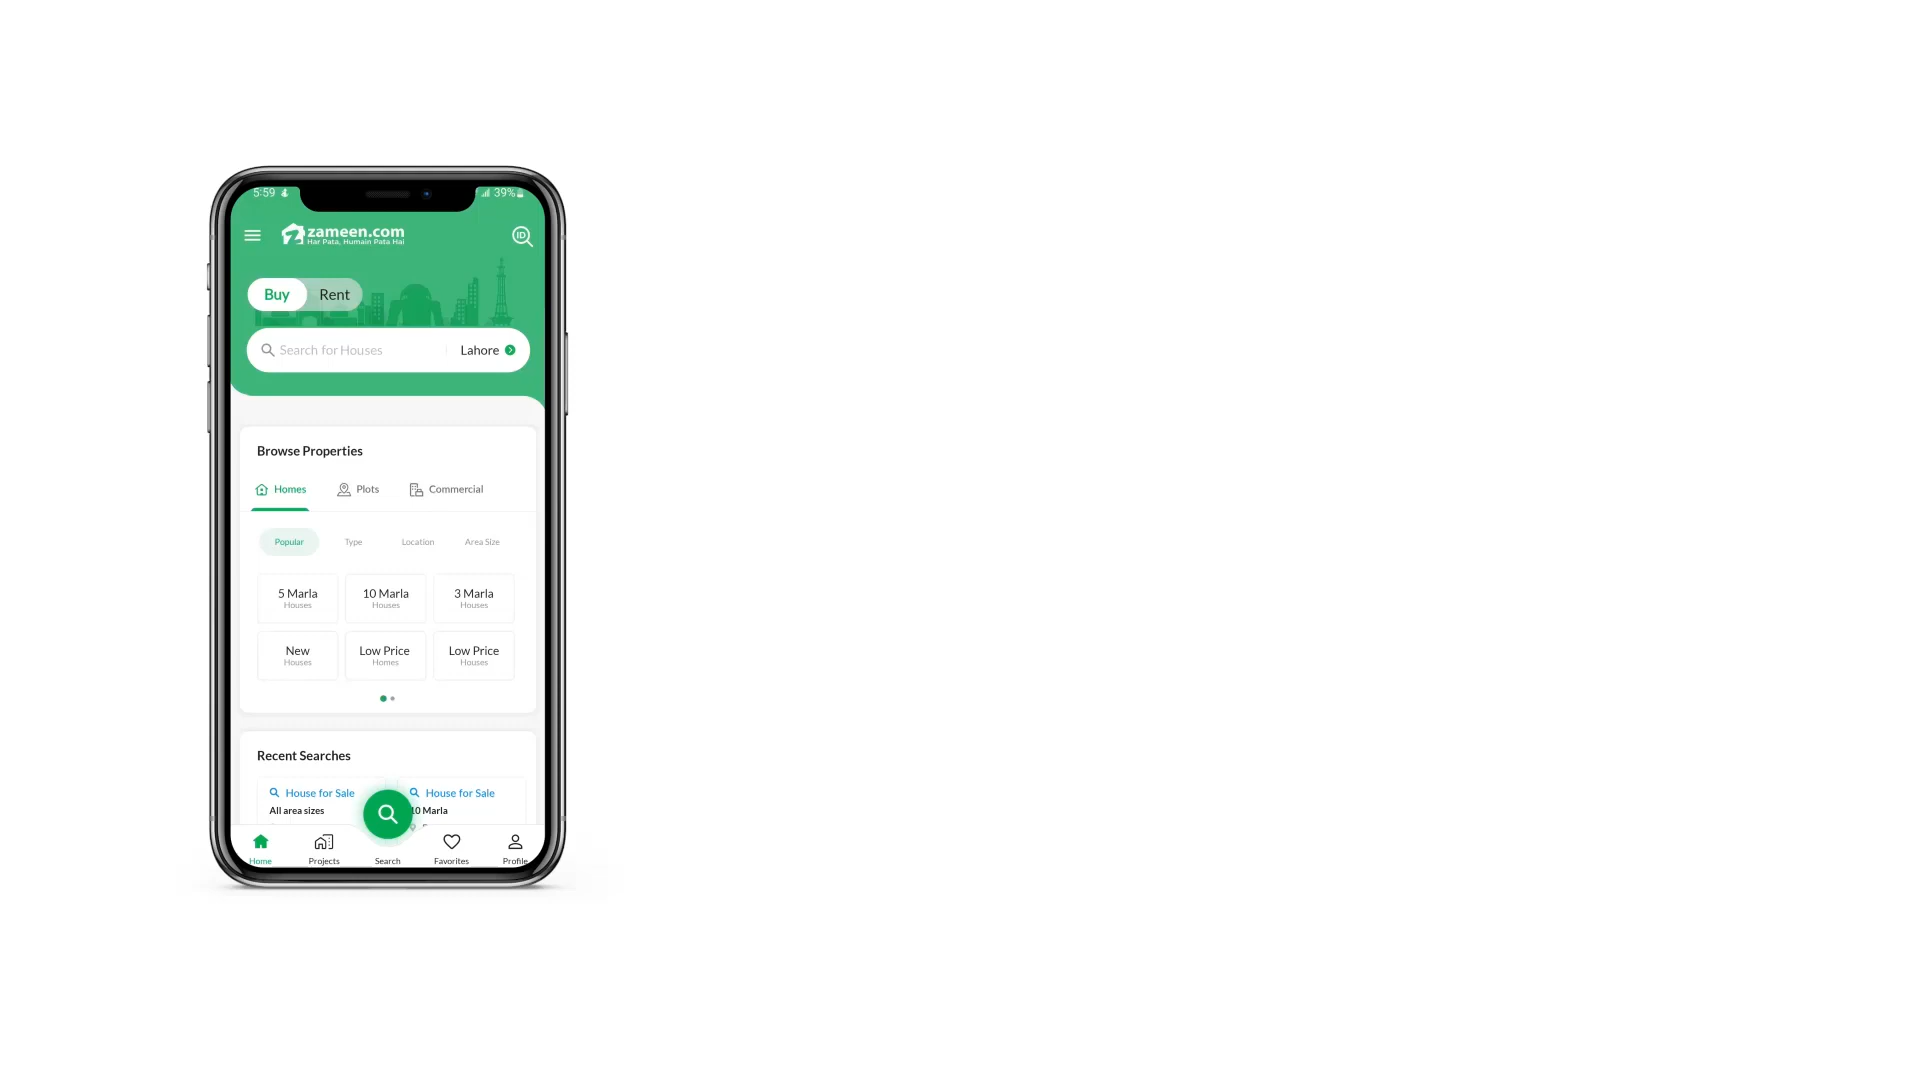 5:59
39%
zameen.com
Har Pata, Humain Pata Hai
ID
Buy Rent
Search for Houses
Lahore
Browse Properties
Homes Plots Commercial
Popular Type Location Area Size
5 Marla 10 Marla 3 Marla
Houses Houses Houses
New Low Price Low Price
Houses Homes Houses
Recent Searches
House for Sale House for Sale
All area sizes 10 Marla
Home Projects Search Favorites Profile